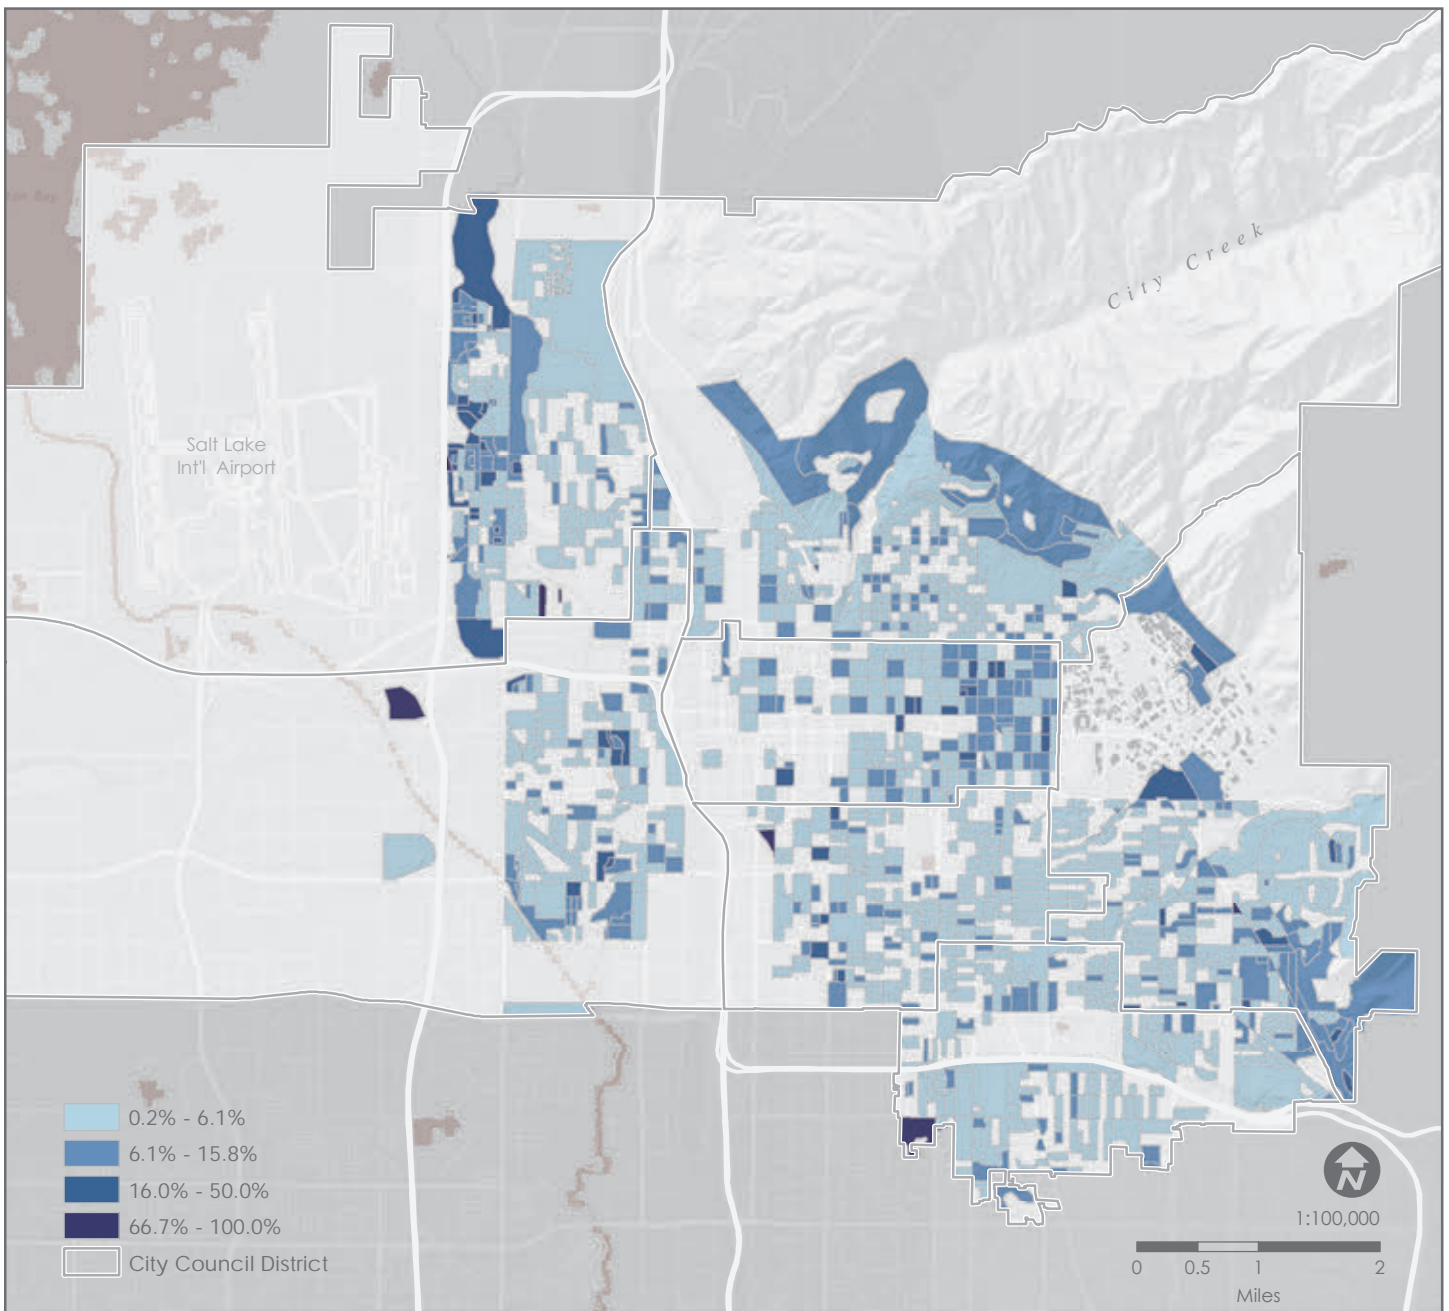 City Creek
Salt Lake
Int'l Airport
0.2% - 6.1%
6.1% - 15.8%
16.0% - 50.0%
66.7% - 100.0%
City Council District
N
1:100,000
0 0.5 1 2
Miles